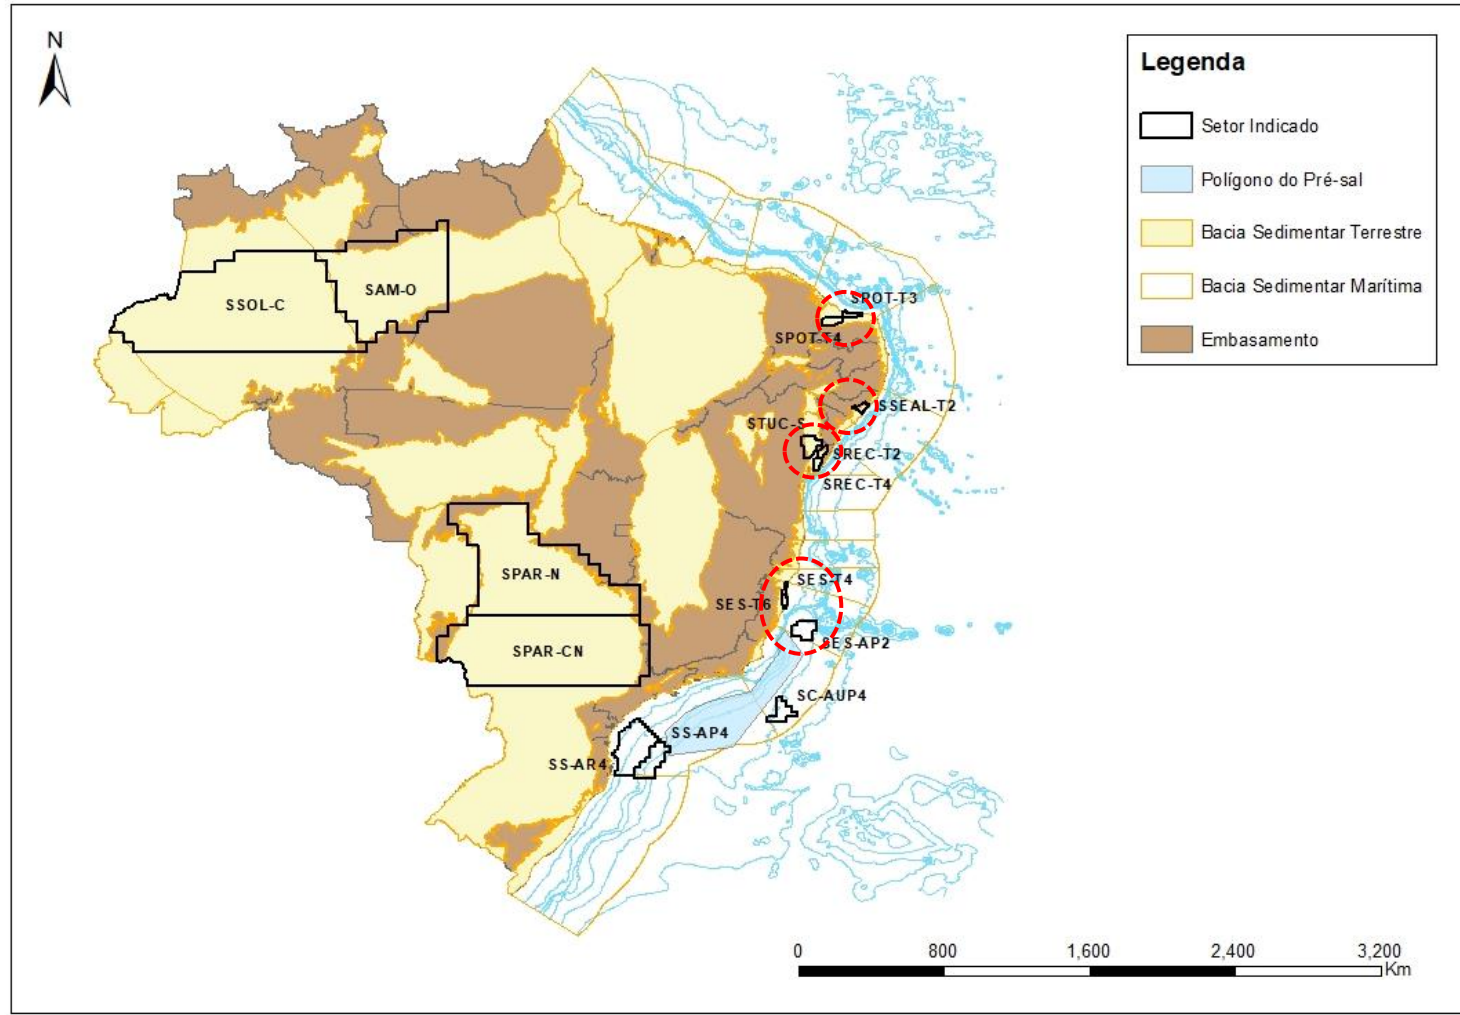 N
Legenda
Setor Indicado
Polígono do Pré-sal
Bacia Sedimentar Terrestre
Bacia Sedimentar Marítima
Embasamento
SSOL-C
SAM-O
SPOT-T3
SPOT-T4
SSEAL-T2
STUC-S
SREC-T2
SREC-T4
SPAR-N
SES-T4
SES-T6
SES-AP2
SPAR-CN
SC-AUP4
SS-AP4
SS-AR4
0 800 1,600 2,400 3,200
Km